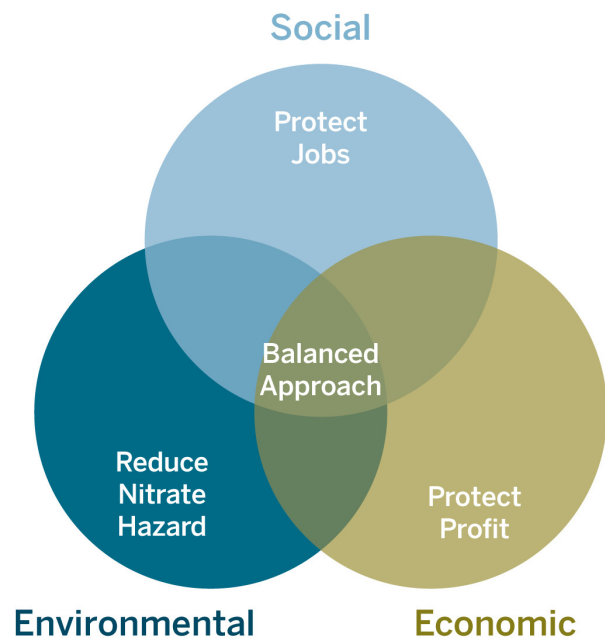 Social
Protect
Jobs
Balanced
Approach
Reduce
Nitrate
Hazard
Protect
Profit
Environmental
Economic